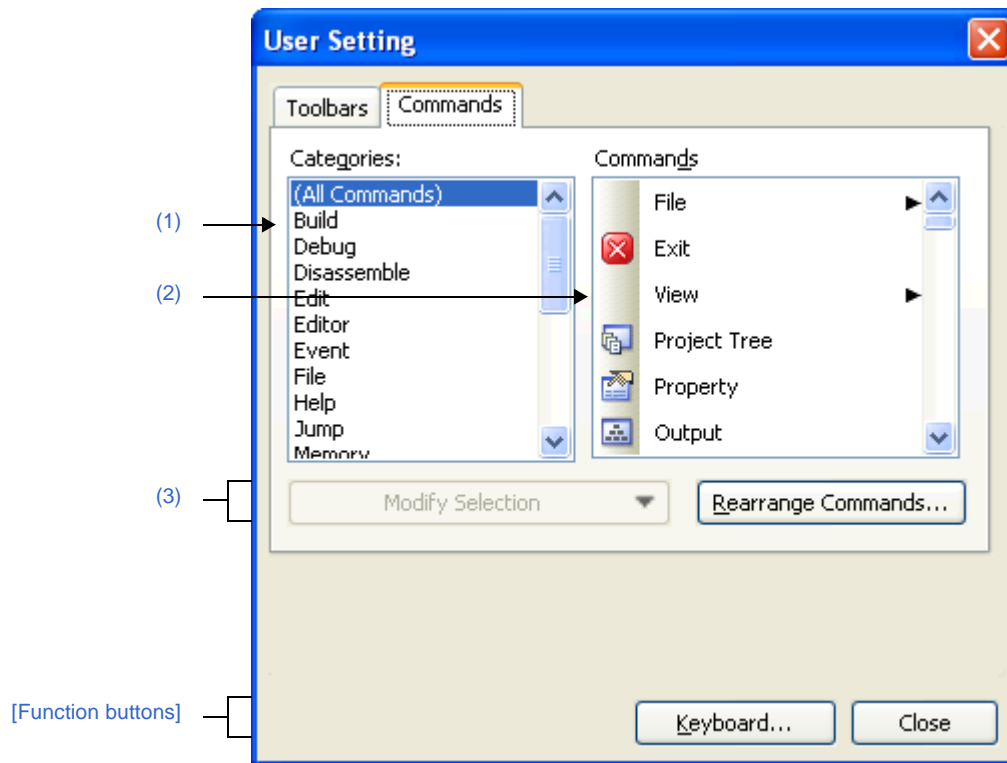 User Setting
Toolbars
Commands
Categories:
Commands
(All Commands)
Build
Debug
Disassemble
Edit
Editor
Event
File
Help
Jump
Memory
File
Exit
View
Project Tree
Property
Output
(1)
(2)
(3)
Modify Selection
Rearrange Commands...
[Function buttons]
Keyboard...
Close